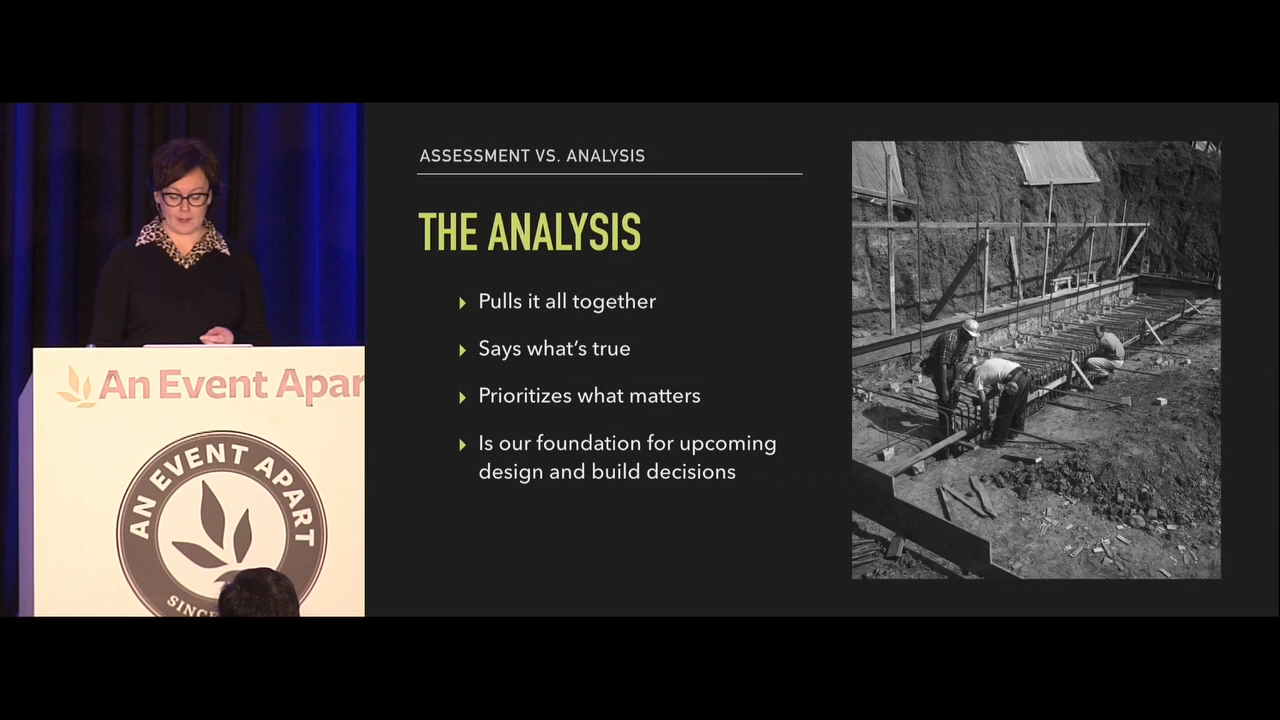 ASSESSMENT VS. ANALYSIS
THE ANALYSIS
Pulls it all together
Says what's true
Prioritizes what matters
Is our foundation for upcoming
design and build decisions
An Event Apar
AN EVENT APART